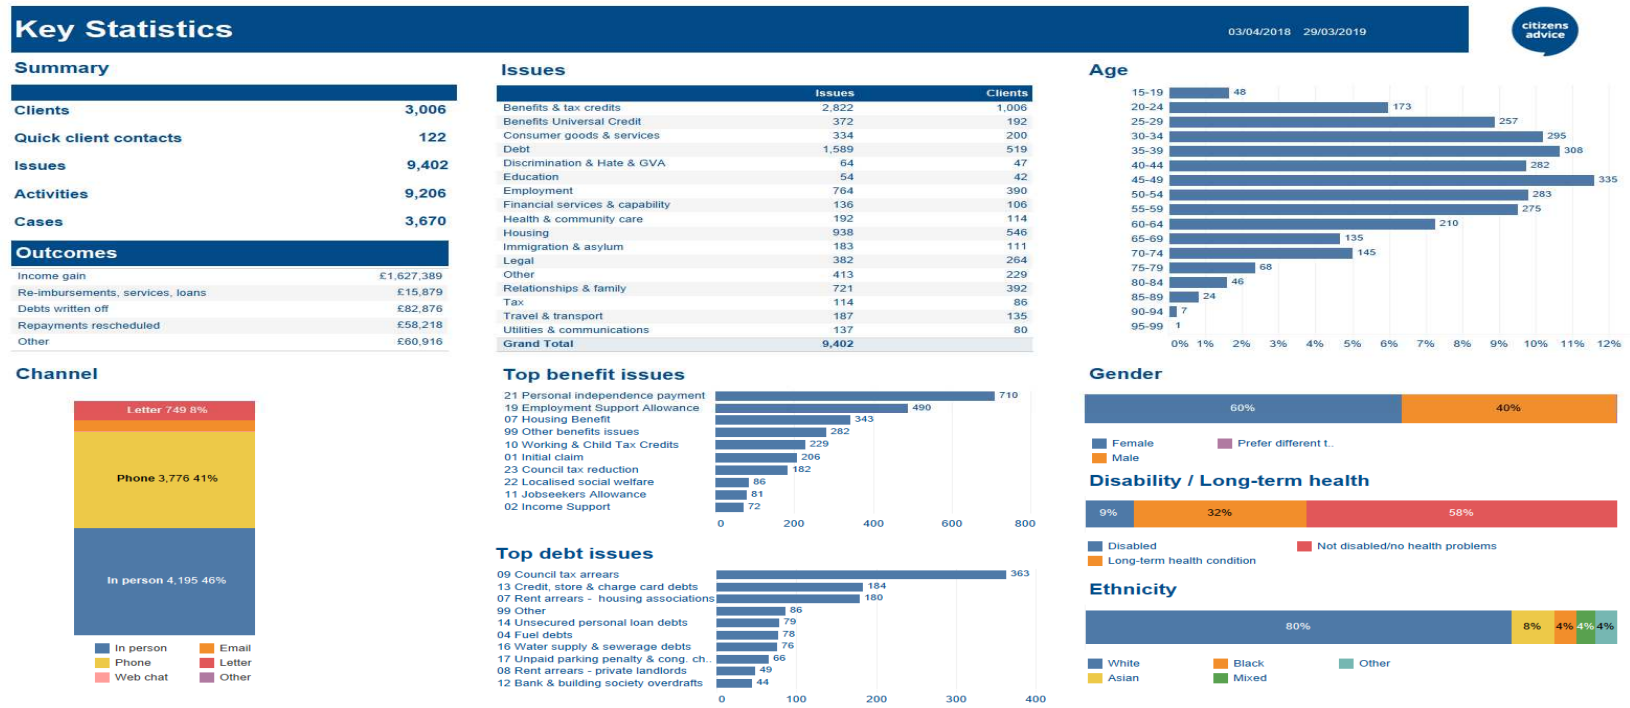 Key Statistics
03/04/2018 29/03/2019
citizens
advice
Summary
Clients 3,006
Quick client contacts 122
Issues 9,402
Activities 9,206
Cases 3,670
Outcomes
Income gain £1,627,389
Re-imbursements, services, loans £15,879
Debts written off £82,876
Repayments rescheduled £58,218
Other £60,916
Channel
Letter 749 8%
Phone 3,776 41%
In person 4,195 46%
In person Email
Phone Letter
Web chat Other
Issues
Issues Clients
Benefits & tax credits 2,822 1,006
Benefits Universal Credit 372 192
Consumer goods & services 334 200
Debt 1,589 519
Discrimination & Hate & GVA 64 47
Education 54 42
Employment 764 390
Financial services & capability 136 106
Health & community care 192 114
Housing 938 546
Immigration & asylum 183 111
Legal 382 264
Other 413 229
Relationships & family 721 392
Tax 114 86
Travel & transport 187 135
Utilities & communications 137 80
Grand Total 9,402
Top benefit issues
21 Personal independence payment 710
19 Employment Support Allowance 490
07 Housing Benefit 343
99 Other benefits issues 282
10 Working & Child Tax Credits 229
01 Initial claim 206
23 Council tax reduction 182
22 Localised social welfare 86
11 Jobseekers Allowance 81
02 Income Support 72
0 200 400 600 800
Top debt issues
09 Council tax arrears 363
13 Credit, store & charge card debts 184
07 Rent arrears - housing associations 180
99 Other 86
14 Unsecured personal loan debts 79
04 Fuel debts 78
16 Water supply & sewerage debts 76
17 Unpaid parking penalty & cong. ch.. 66
08 Rent arrears - private landlords 49
12 Bank & building society overdrafts 44
0 100 200 300 400
Age
15-19 48
20-24 173
25-29 257
30-34 295
35-39 308
40-44 282
45-49 335
50-54 283
55-59 275
60-64 210
65-69 135
70-74 145
75-79 68
80-84 46
85-89 24
90-94 7
95-99 1
0% 1% 2% 3% 4% 5% 6% 7% 8% 9% 10% 11% 12%
Gender
60% 40%
Female Prefer different t..
Male
Disability / Long-term health
9% 32% 58%
Disabled Not disabled/no health problems
Long-term health condition
Ethnicity
80% 8% 4% 4% 4%
White Black Other
Asian Mixed